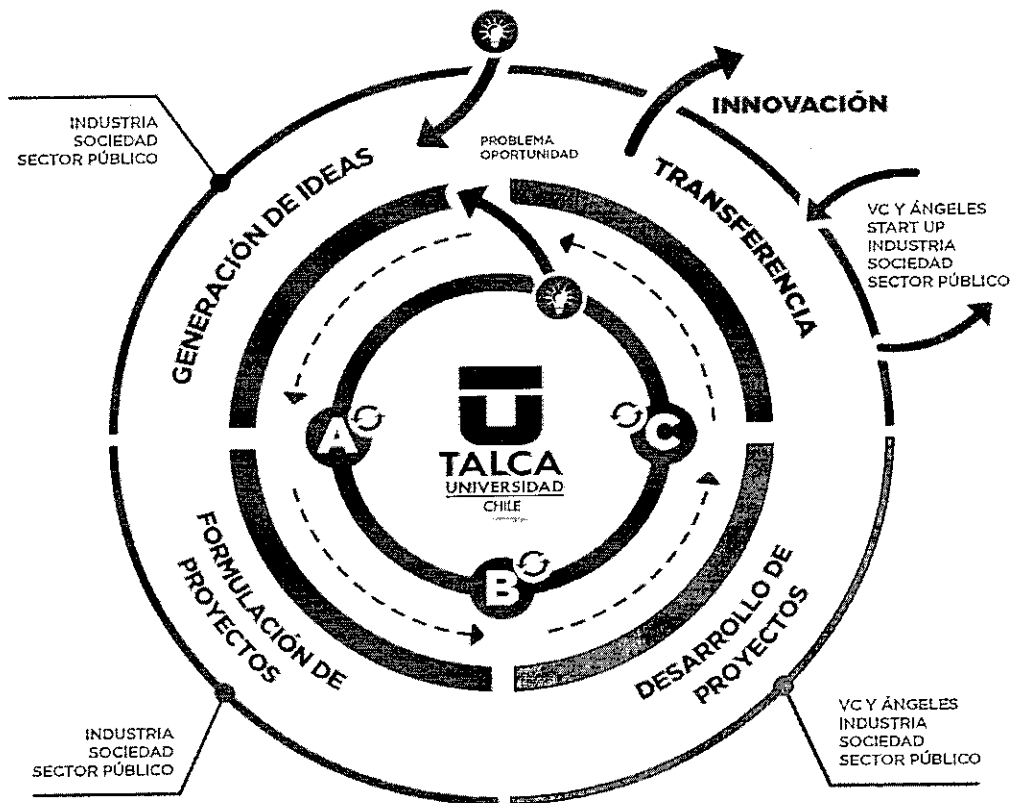 INDUSTRIA
SOCIEDAD
SECTOR PÚBLICO
GENERACIÓN DE IDEAS
PROBLEMA
OPORTUNIDAD
INNOVACIÓN
TRANSFERENCIA
VC Y ÁNGELES
START UP
INDUSTRIA
SOCIEDAD
SECTOR PÚBLICO
A
C
B
TALCA
UNIVERSIDAD
CHILE
FORMULACIÓN DE
PROYECTOS
DESARROLLO DE
PROYECTOS
INDUSTRIA
SOCIEDAD
SECTOR PÚBLICO
VC Y ÁNGELES
INDUSTRIA
SOCIEDAD
SECTOR PÚBLICO